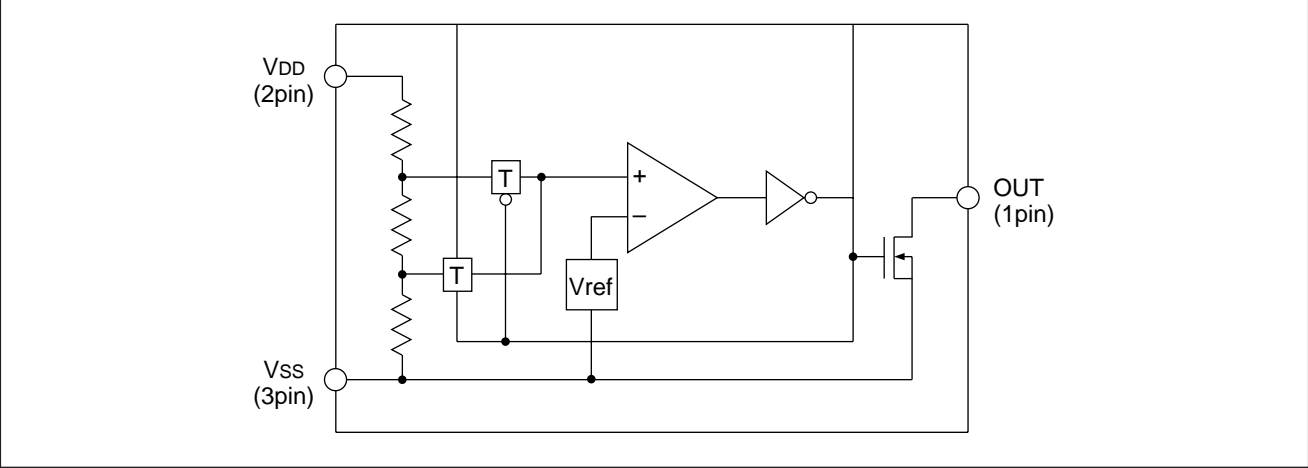 VDD
(2pin)
T
+
−
OUT
(1pin)
T
Vref
VSS
(3pin)